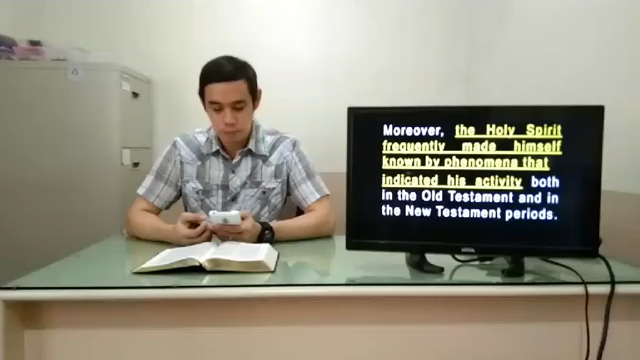 Moreover, the Holy Spirit
frequently made himself
known by phenomena that
indicated his activity both
in the Old Testament and in
the New Testament periods.